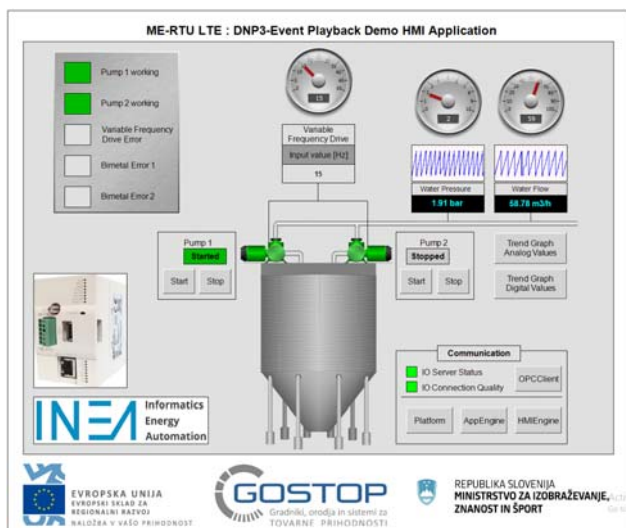 ME-RTU LTE : DNP3-Event Playback Demo HMI Application
Pump 1 working
Pump 2 working
Variable Frequency
Drive Error
Bimetal Error 1
Bimetal Error 2
15
2
59
Variable
Frequency Drive
Input value [Hz]
15
Water Pressure
1.91 bar
Water Flow
58.78 m3/h
Pump 1
Started
Start
Stop
Pump 2
Stopped
Start
Stop
Trend Graph
Analog Values
Trend Graph
Digital Values
Communication
IO Server Status
IO Connection Quality
OPCClient
Platform
AppEngine
HMIEngine
INEA
Informatics
Energy
Automation
EVROPSKA UNIJA
EVROPSKI SKLAD ZA
REGIONALNI RAZVOJ
NALOŽBA V VAŠO PRIHODNOST
GOSTOP
Gradniki, orodja in sistemi za
TOVARNE PRIHODNOSTI
REPUBLIKA SLOVENIJA
MINISTRSTVO ZA IZOBRAŽEVANJE,
ZNANOST IN ŠPORT